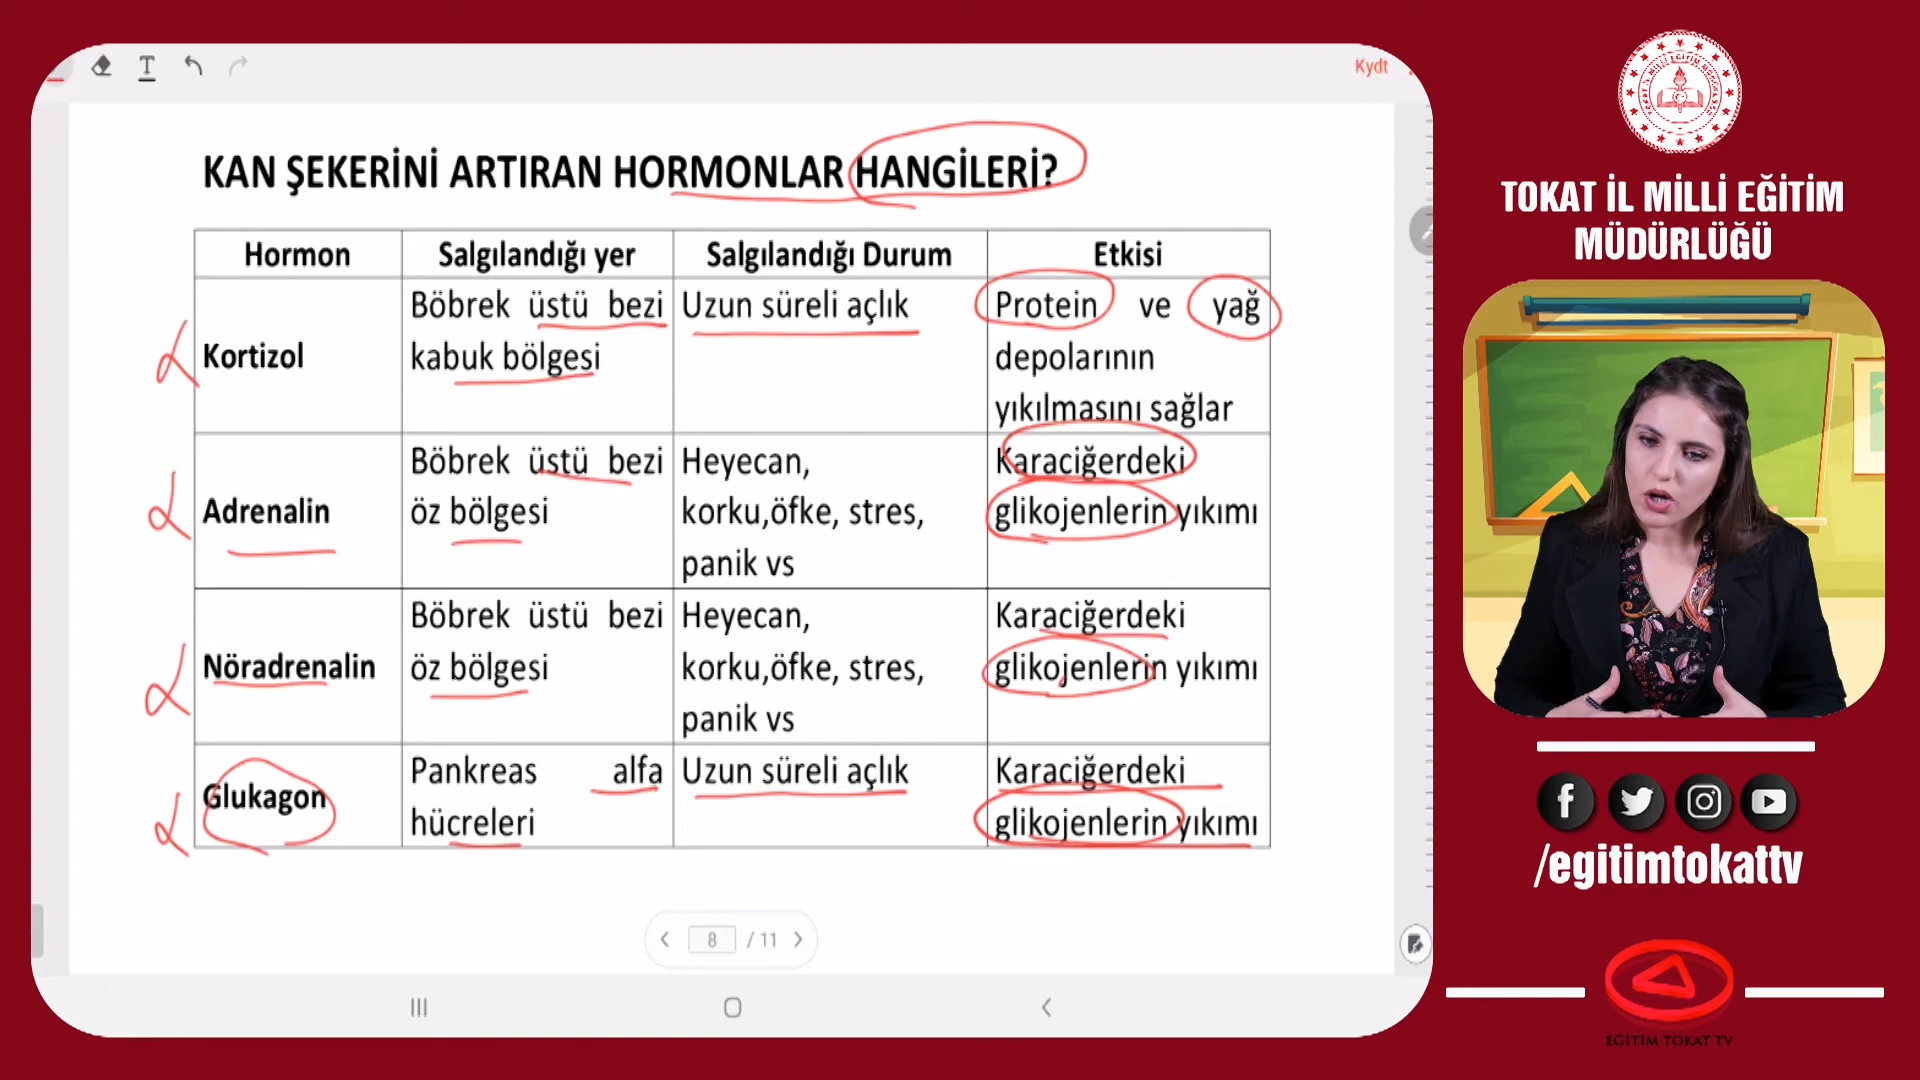 Kydt
KAN ŞEKERİNİ ARTIRAN HORMONLAR HANGİLERİ?
Hormon
Salgılandığı yer
Salgılandığı Durum
Etkisi
Kortizol
Böbrek üstü bezi
kabuk bölgesi
Uzun süreli açlık
Protein ve yağ
depolarının
yıkılmasını sağlar
Adrenalin
Böbrek üstü bezi
öz bölgesi
Heyecan,
korku,öfke, stres,
panik vs
Karaciğerdeki
glikojenlerin yıkımı
Nöradrenalin
Böbrek üstü bezi
öz bölgesi
Heyecan,
korku,öfke, stres,
panik vs
Karaciğerdeki
glikojenlerin yıkımı
Glukagon
Pankreas alfa
hücreleri
Uzun süreli açlık
Karaciğerdeki
glikojenlerin yıkımı
8 / 11
TOKAT İL MİLLİ EĞİTİM
MÜDÜRLÜĞÜ
/egitimtokattv
EĞİTİM TOKAT TV